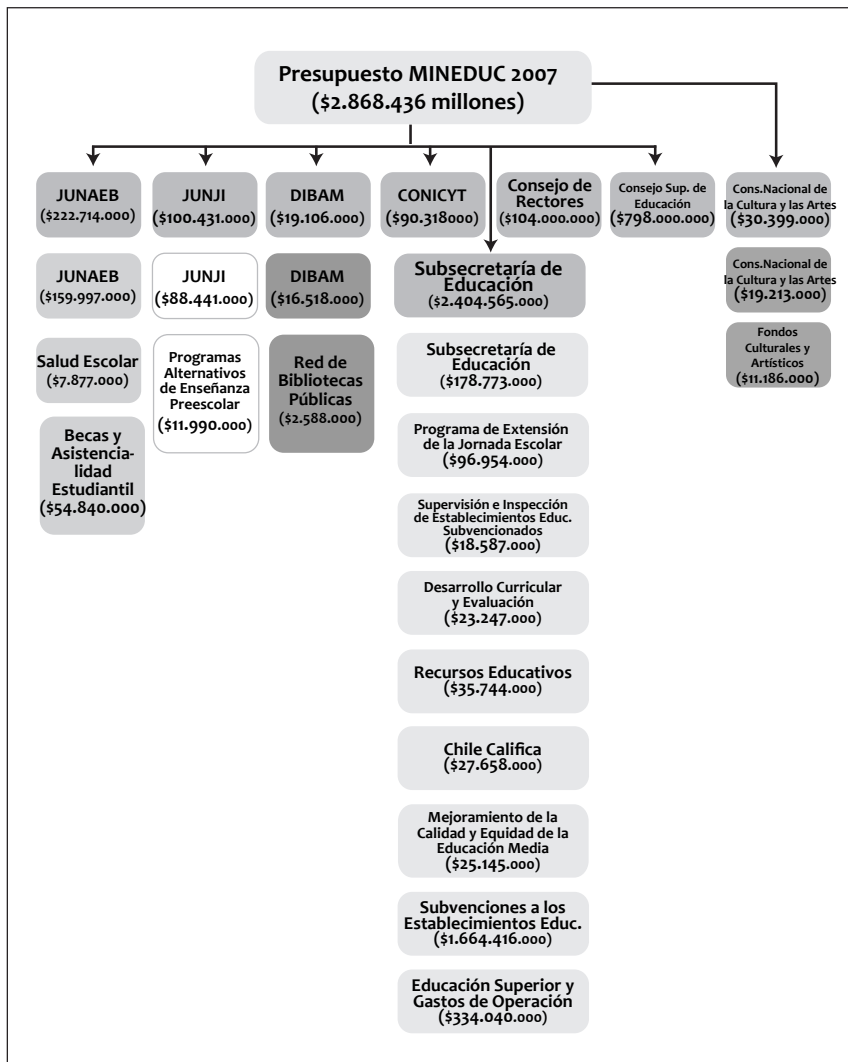 Presupuesto MINEDUC 2007
($2.868.436 millones)
JUNAEB
($222.714.000)
JUNJI
($100.431.000)
DIBAM
($19.106.000)
CONICYT
($90.318000)
Consejo de
Rectores
($104.000.000)
Consejo Sup. de
Educación
($798.000.000)
Cons.Nacional de
la Cultura y las Artes
($30.399.000)
JUNAEB
($159.997.000)
JUNJI
($88.441.000)
DIBAM
($16.518.000)
Subsecretaría de
Educación
($2.404.565.000)
Cons.Nacional de
la Cultura y las Artes
($19.213.000)
Salud Escolar
($7.877.000)
Programas
Alternativos
de Enseñanza
Preescolar
($11.990.000)
Red de
Bibliotecas
Públicas
($2.588.000)
Subsecretaría de
Educación
($178.773.000)
Fondos
Culturales y
Artísticos
($11.186.000)
Becas y
Asistencia-
lidad
Estudiantil
($54.840.000)
Programa de Extensión
de la Jornada Escolar
($96.954.000)
Supervisión e Inspección
de Establecimientos Educ.
Subvencionados
($18.587.000)
Desarrollo Curricular
y Evaluación
($23.247.000)
Recursos Educativos
($35.744.000)
Chile Califica
($27.658.000)
Mejoramiento de la
Calidad y Equidad de la
Educación Media
($25.145.000)
Subvenciones a los
Establecimientos Educ.
($1.664.416.000)
Educación Superior y
Gastos de Operación
($334.040.000)